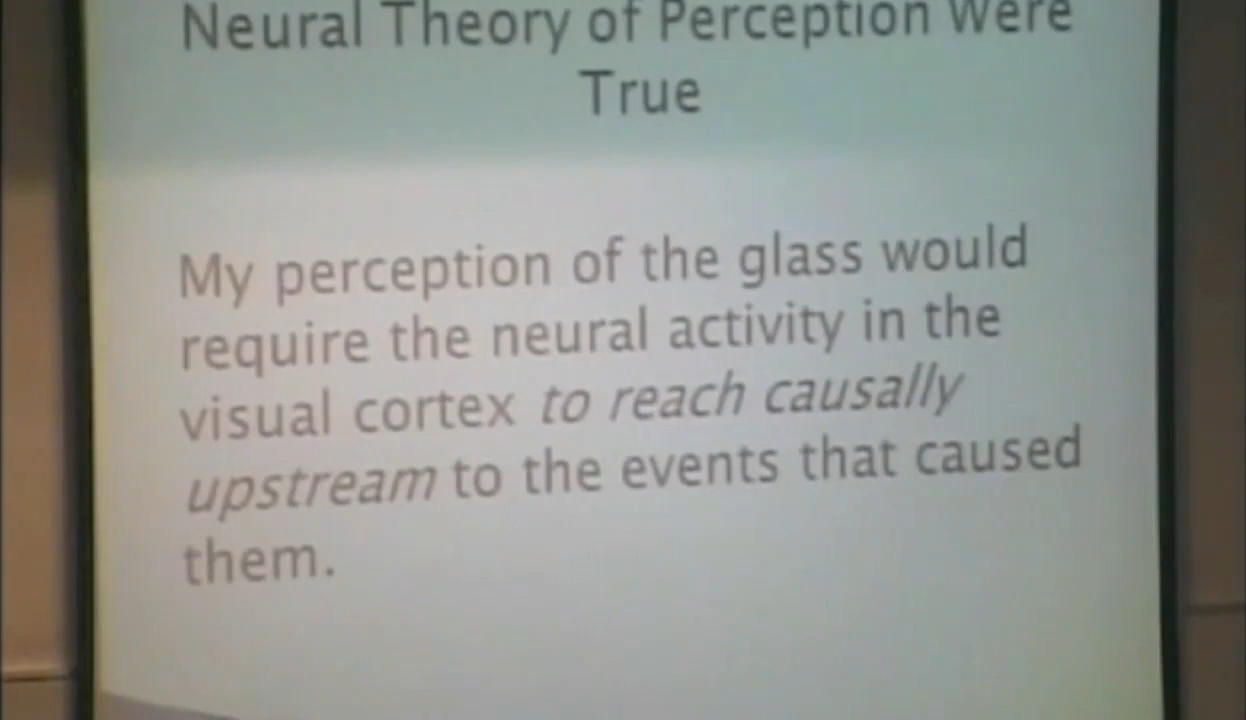 Neural Theory of Perception Were
True
My perception of the glass would
require the neural activity in the
visual cortex to reach causally
upstream to the events that caused
them.